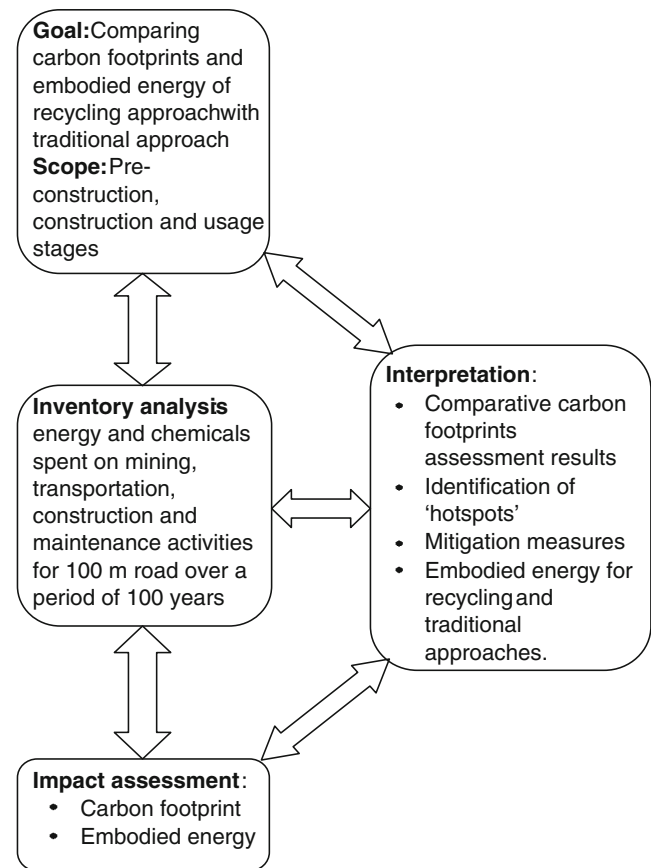 Goal:Comparing
carbon footprints and
embodied energy of
recycling approachwith
traditional approach
Scope:Pre-
construction,
construction and usage
stages
Inventory analysis
energy and chemicals
spent on mining,
transportation,
construction and
maintenance activities
for 100 m road over a
period of 100 years
Impact assessment:
• Carbon footprint
• Embodied energy
Interpretation:
• Comparative carbon
footprints
assessment results
• Identification of
‘hotspots’
• Mitigation measures
• Embodied energy for
recycling and
traditional
approaches.